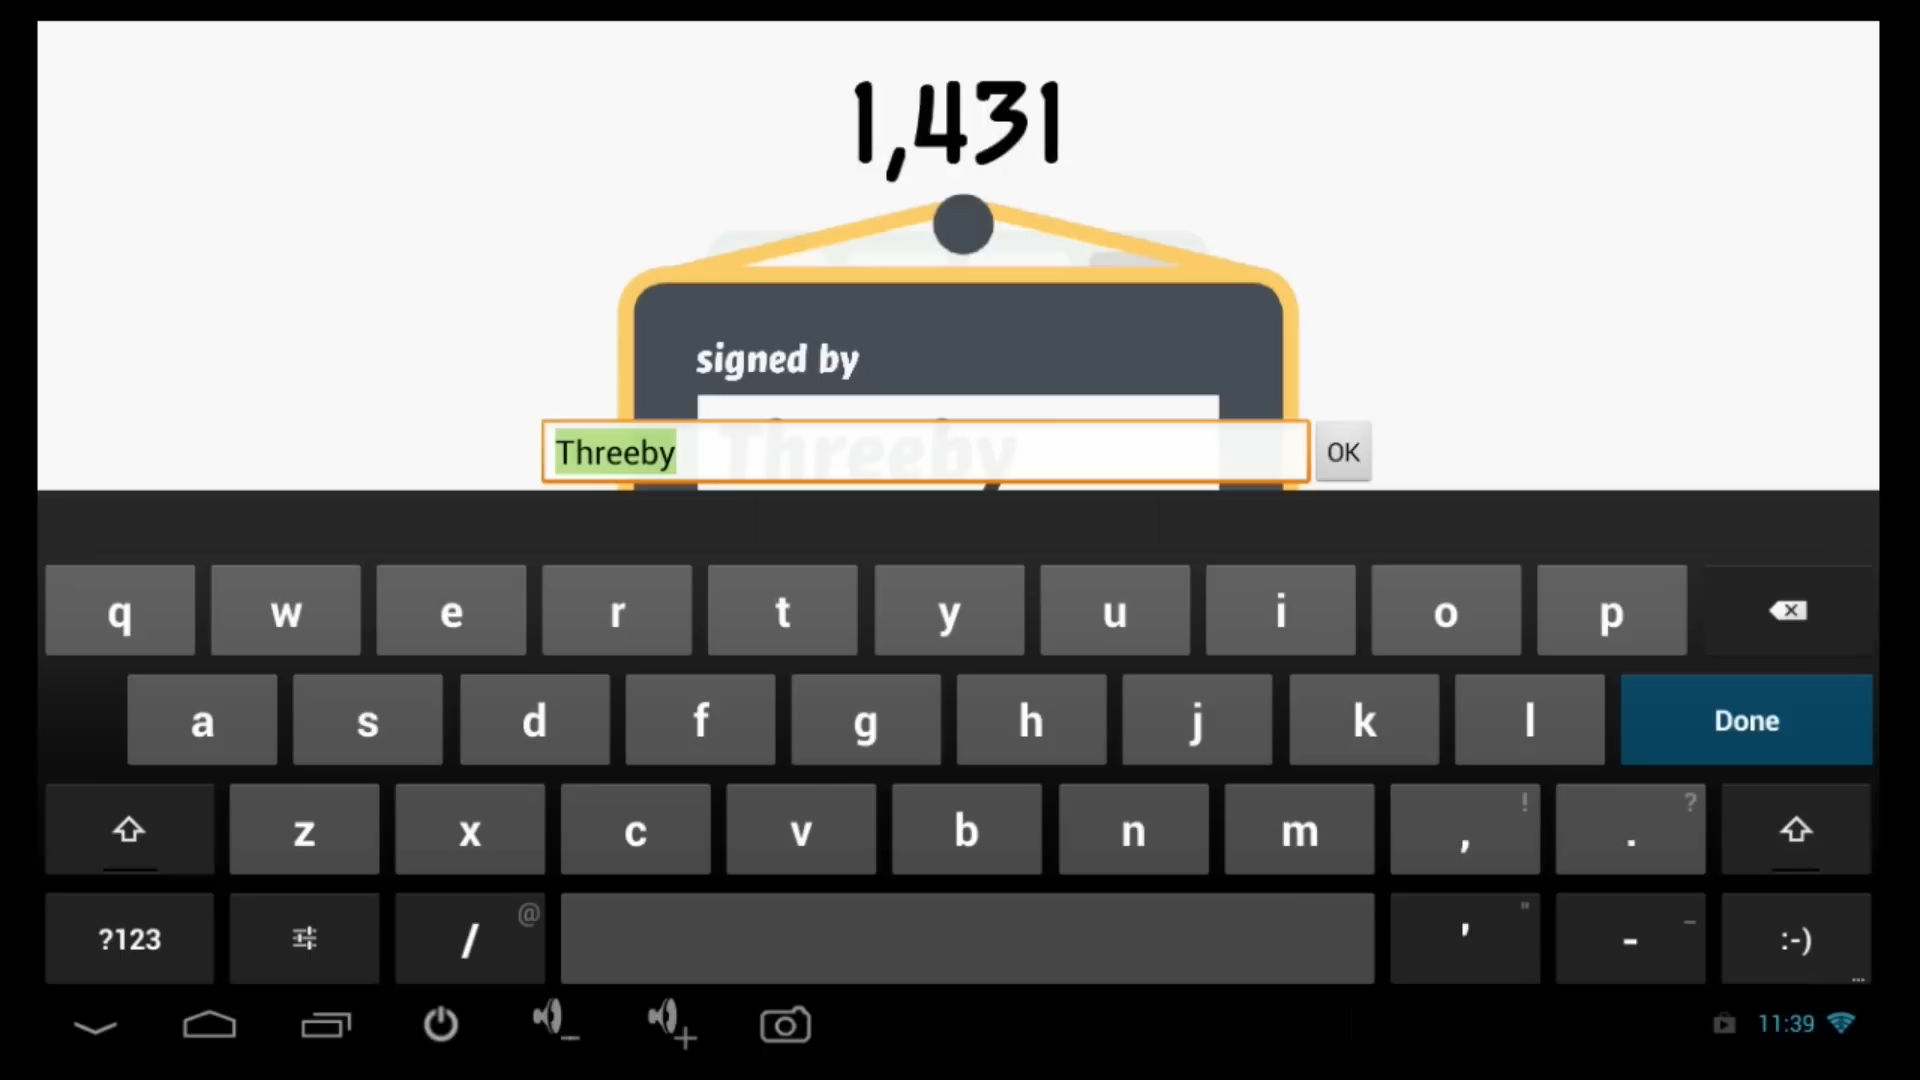 1,431
signed by
Threeby
Threeby
OK
q w e r t y u i o p
a s d f g h j k l Done
z x c v b n m , ! . ?
?123 / @ ' " - _ :-) ...
11:39